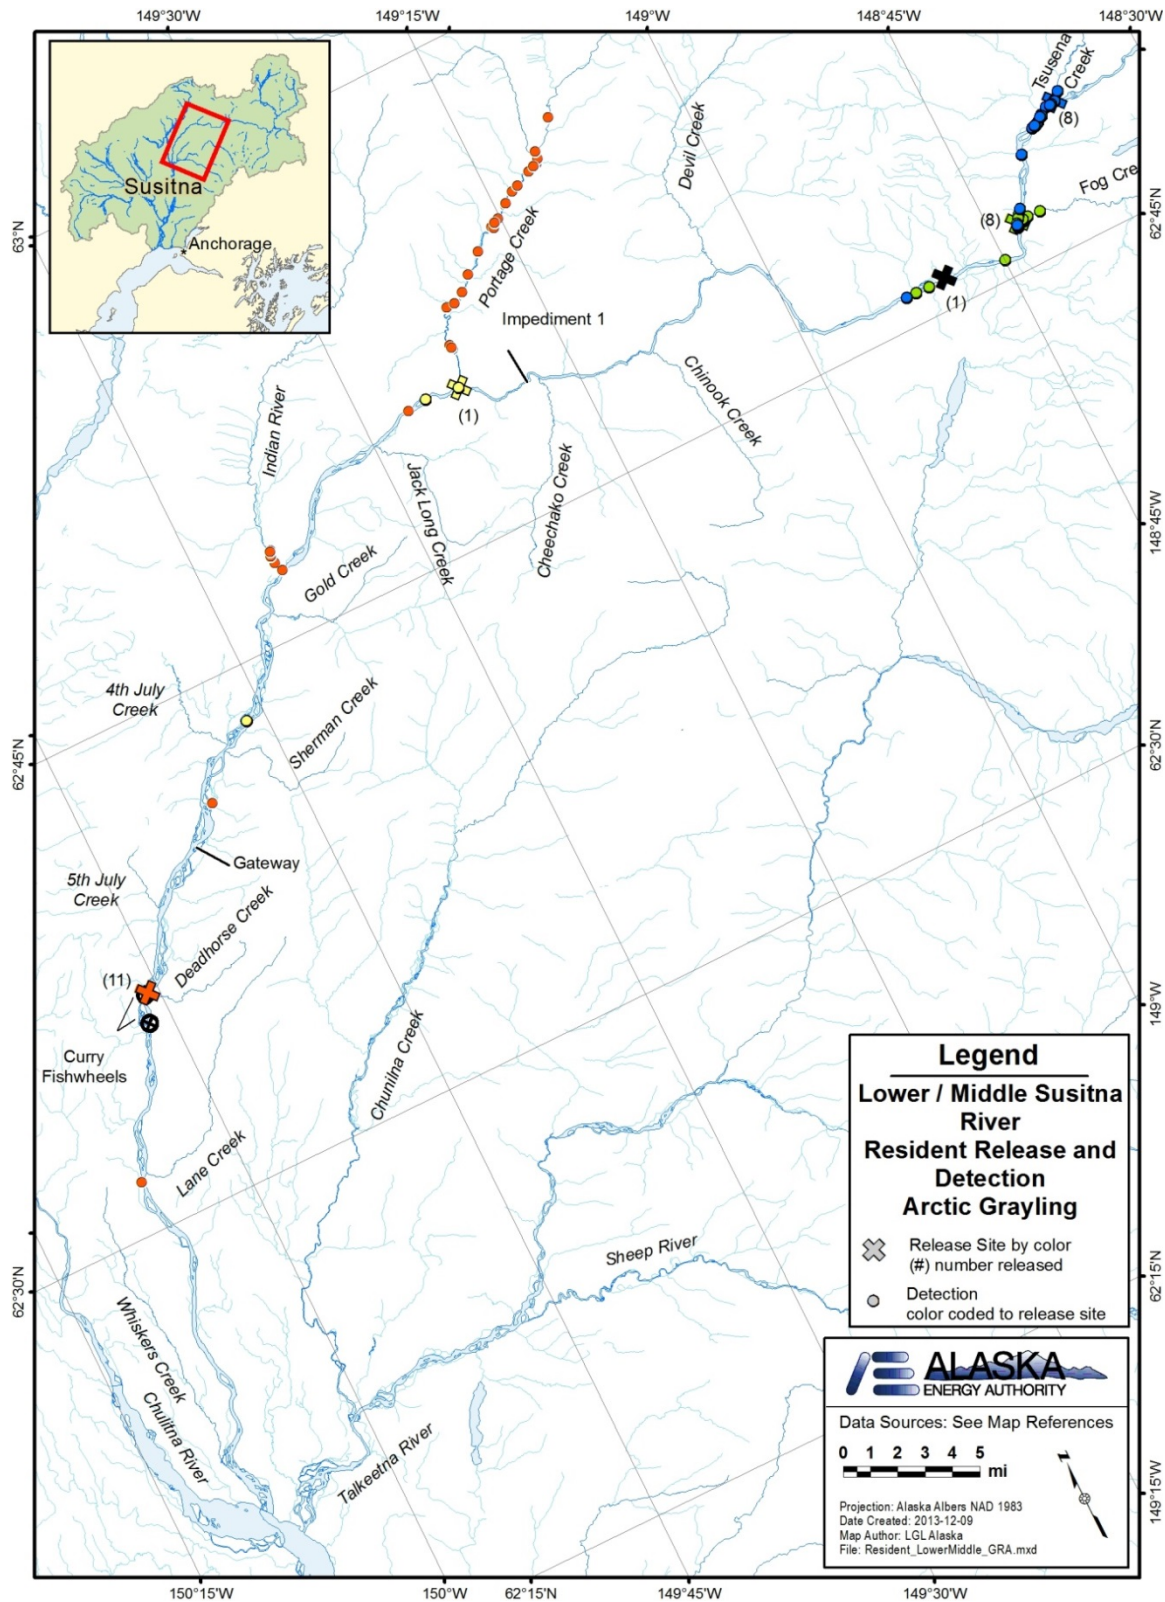 149°30'W
149°15'W
149°W
148°45'W
148°30'W
Susitna
Anchorage
63°N
Tsusena
Creek
(8)
Fog Cre
62°45'N
(8)
(1)
Devil Creek
Portage Creek
Impediment 1
Indian River
(1)
Chinook Creek
Jack Long Creek
Cheechako Creek
148°45'W
Gold Creek
4th July
Creek
Sherman Creek
62°45'N
62°30'N
Gateway
5th July
Creek
Deadhorse Creek
(11)
Curry
Fishwheels
Chunilna Creek
149°W
Lane Creek
Legend
Lower / Middle Susitna
River
Resident Release and
Detection
Arctic Grayling
Release Site by color
(#) number released
Detection
color coded to release site
Sheep River
62°15'N
62°30'N
Whiskers Creek
Chulitna River
Talkeetna River
ALASKA
ENERGY AUTHORITY
Data Sources: See Map References
0 1 2 3 4 5
mi
Projection: Alaska Albers NAD 1983
Date Created: 2013-12-09
Map Author: LGL Alaska
File: Resident_LowerMiddle_GRA.mxd
N
149°15'W
150°15'W
150°W
62°15'N
149°45'W
149°30'W